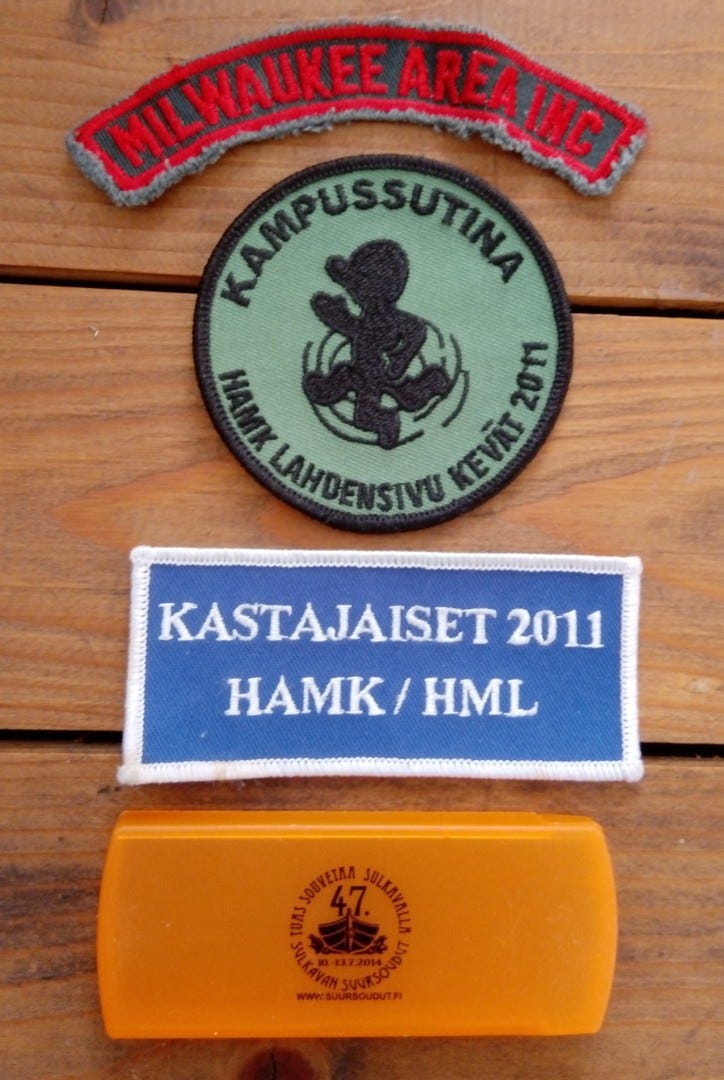 MILWAUKEE AREA INC
KAMPUSSUTINA
HAMK LAHDENSIVU KEVÄT 2011
KASTAJAISET 2011
HAMK / HML
TUAS SOUVETAA SULKAVALLA
47.
10.-13.7.2014
SULKAVAN SUURSOUDUT
WWW.SUURSOUDUT.FI